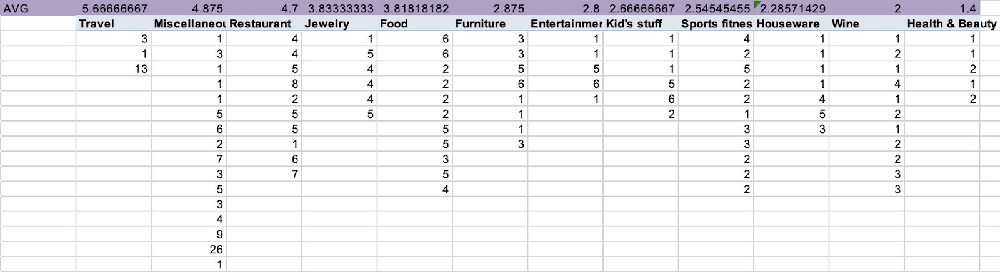 AVG 5.66666667 4.875 4.7 3.83333333 3.81818182 2.875 2.8 2.66666667 2.54545455 2.28571429 2 1.4
Travel Miscellaneou Restaurant Jewelry Food Furniture Entertainmer Kid's stuff Sports fitnes Houseware Wine Health & Beauty
3 1 4 1 6 3 1 1 4 1 1 1
1 3 4 5 6 3 1 1 2 1 2 1
13 1 5 4 2 5 5 1 5 1 1 2
1 8 4 2 6 6 5 2 1 4 1
1 2 4 2 1 1 6 2 4 1 2
5 5 5 2 1 2 1 5 2
6 5 5 1 3 3 1
2 1 5 3 3 2
7 6 3 2 2
3 7 5 2 3
5 4 2 3
3
4
9
26
1